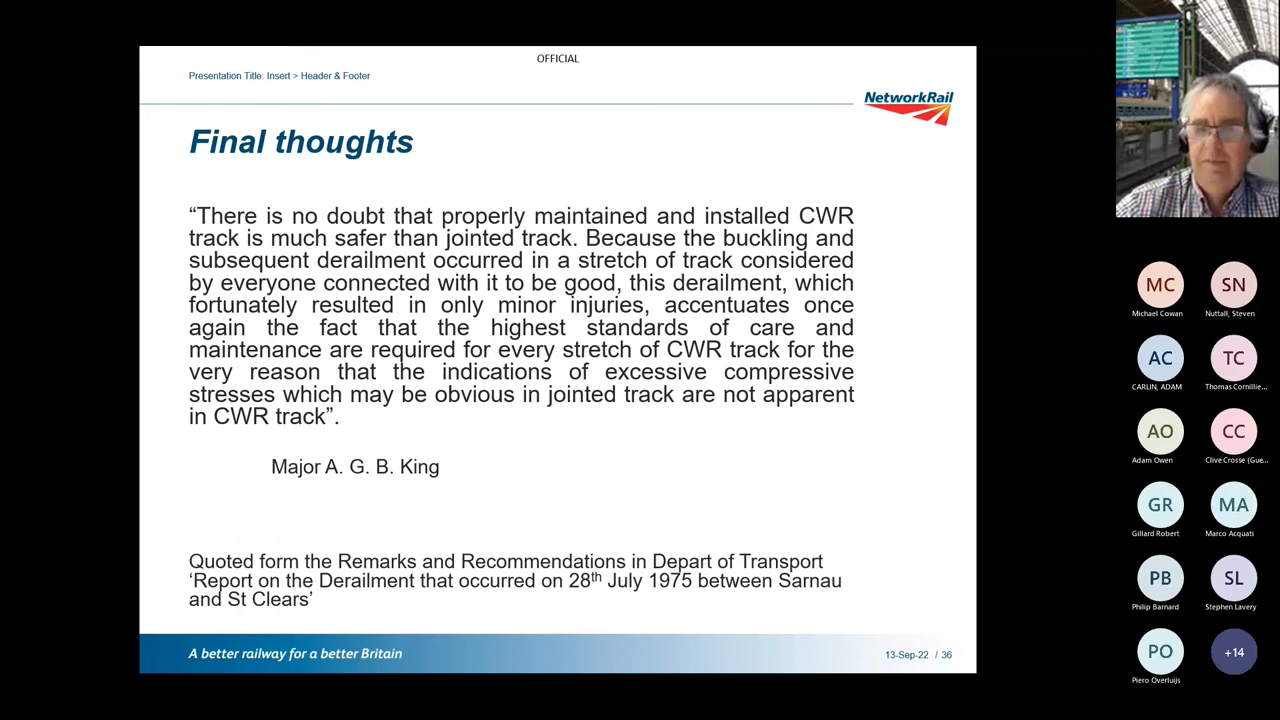 OFFICIAL
Presentation Title: Insert > Header & Footer
NetworkRail
Final thoughts
“There is no doubt that properly maintained and installed CWR
track is much safer than jointed track. Because the buckling and
subsequent derailment occurred in a stretch of track considered
by everyone connected with it to be good, this derailment, which
fortunately resulted in only minor injuries, accentuates once
again the fact that the highest standards of care and
maintenance are required for every stretch of CWR track for the
very reason that the indications of excessive compressive
stresses which may be obvious in jointed track are not apparent
in CWR track”.
Major A. G. B. King
Quoted form the Remarks and Recommendations in Depart of Transport
‘Report on the Derailment that occurred on 28th July 1975 between Sarnau
and St Clears’
A better railway for a better Britain
13-Sep-22 / 36
MC
Michael Cowan
SN
Nuttall, Steven
AC
CARLIN, ADAM
TC
Thomas Cornillie...
AO
Adam Owen
CC
Clive Crosse (Gue...
GR
Gillard Robert
MA
Marco Acquati
PB
Philip Barnard
SL
Stephen Lavery
PO
Piero Overluijs
+14